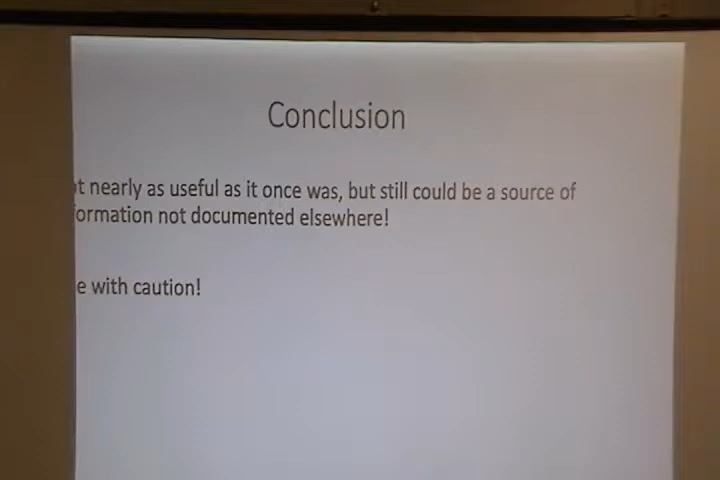 Conclusion
t nearly as useful as it once was, but still could be a source of
ormation not documented elsewhere!
e with caution!